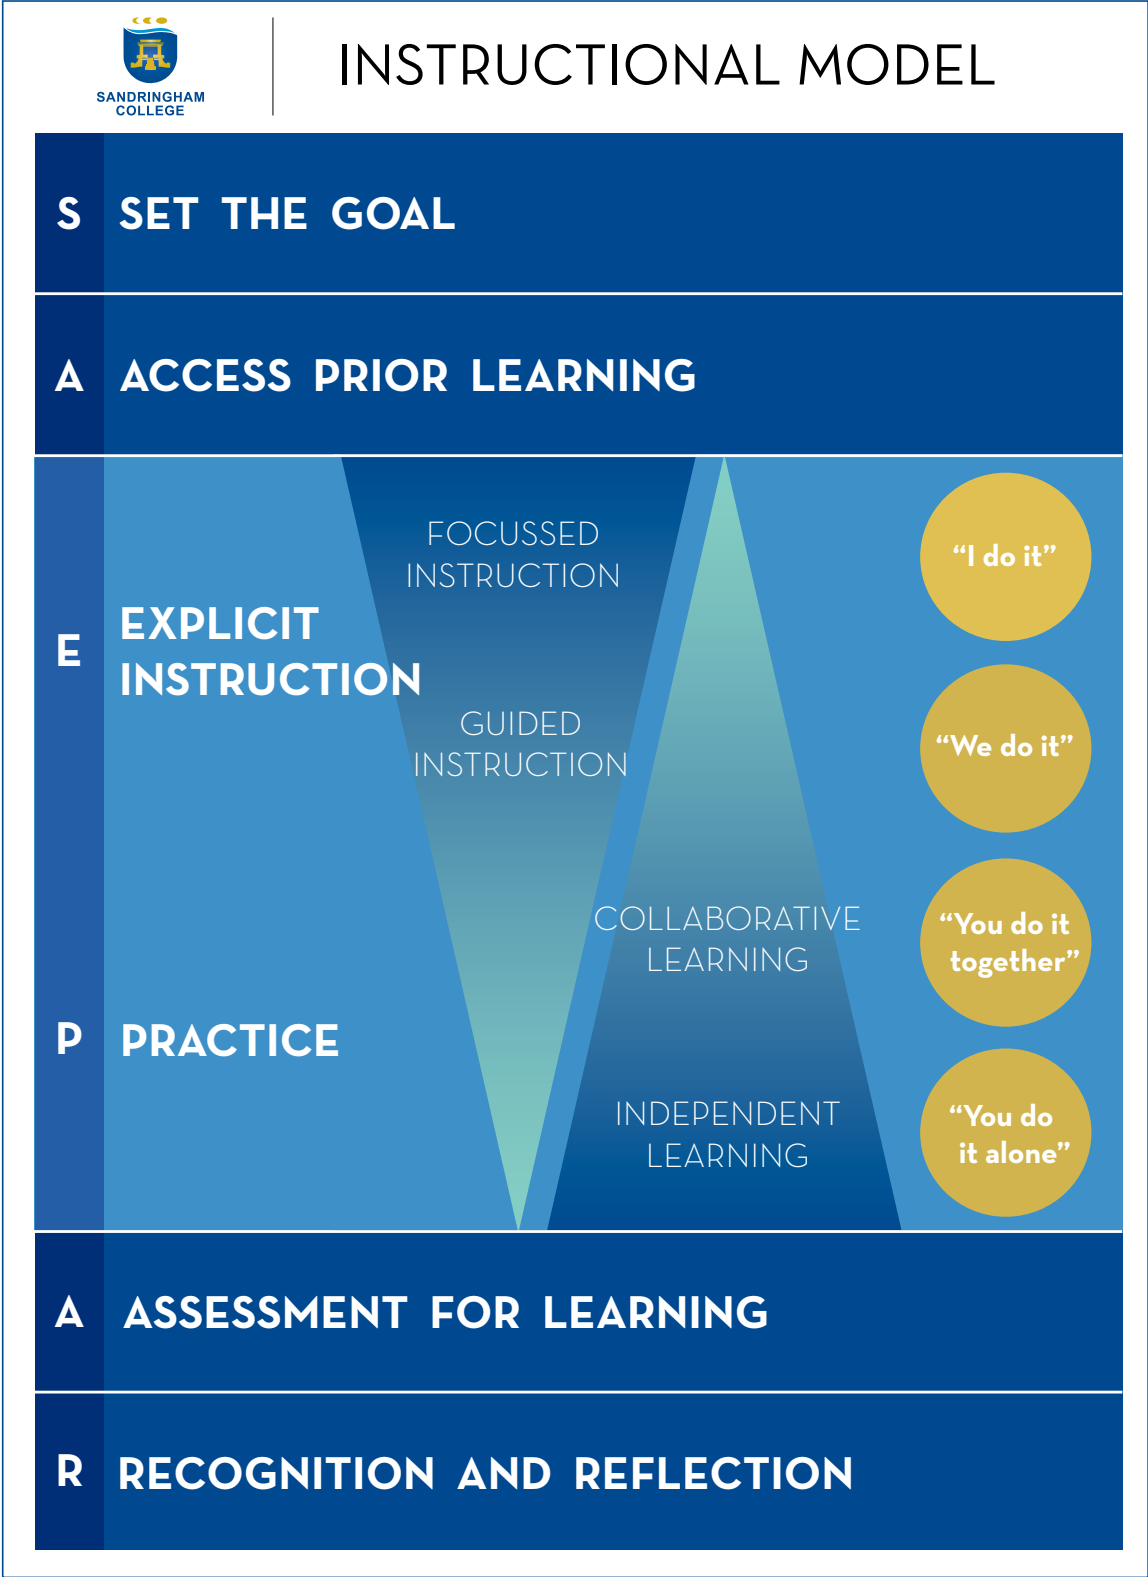 SANDRINGHAM
COLLEGE
INSTRUCTIONAL MODEL
S SET THE GOAL
A ACCESS PRIOR LEARNING
E EXPLICIT
INSTRUCTION
FOCUSSED
INSTRUCTION
"I do it"
GUIDED
INSTRUCTION
"We do it"
P PRACTICE
COLLABORATIVE
LEARNING
“You do it
together”
INDEPENDENT
LEARNING
“You do
it alone”
A ASSESSMENT FOR LEARNING
R RECOGNITION AND REFLECTION